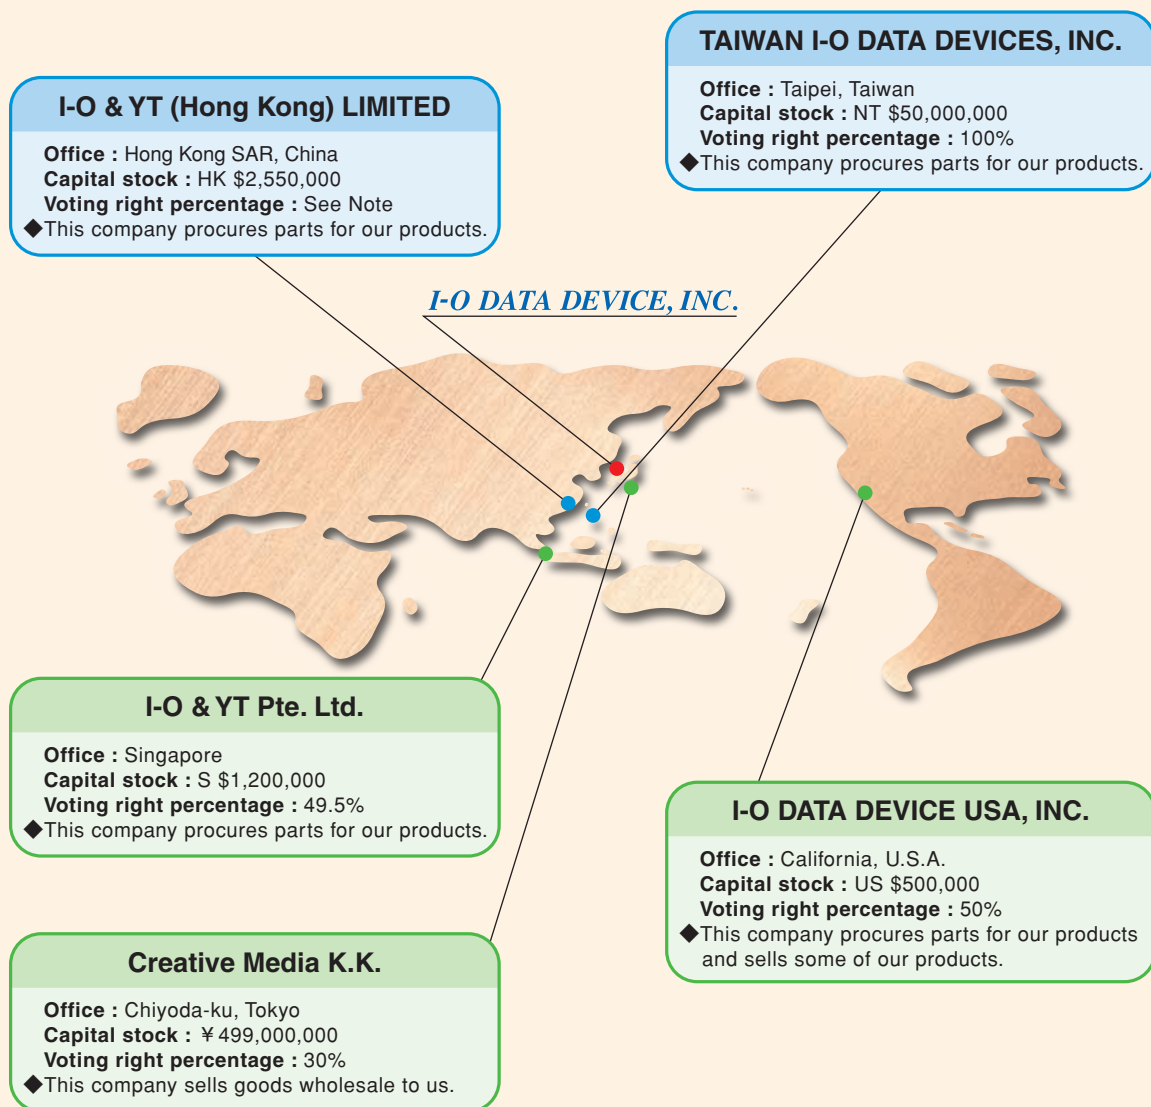 TAIWAN I-O DATA DEVICES, INC.
Office : Taipei, Taiwan
Capital stock : NT $50,000,000
Voting right percentage : 100%
◆This company procures parts for our products.
I-O & YT (Hong Kong) LIMITED
Office : Hong Kong SAR, China
Capital stock : HK $2,550,000
Voting right percentage : See Note
◆This company procures parts for our products.
I-O DATA DEVICE, INC.
I-O & YT Pte. Ltd.
Office : Singapore
Capital stock : S $1,200,000
Voting right percentage : 49.5%
◆This company procures parts for our products.
I-O DATA DEVICE USA, INC.
Office : California, U.S.A.
Capital stock : US $500,000
Voting right percentage : 50%
◆This company procures parts for our products
and sells some of our products.
Creative Media K.K.
Office : Chiyoda-ku, Tokyo
Capital stock : ¥499,000,000
Voting right percentage : 30%
◆This company sells goods wholesale to us.